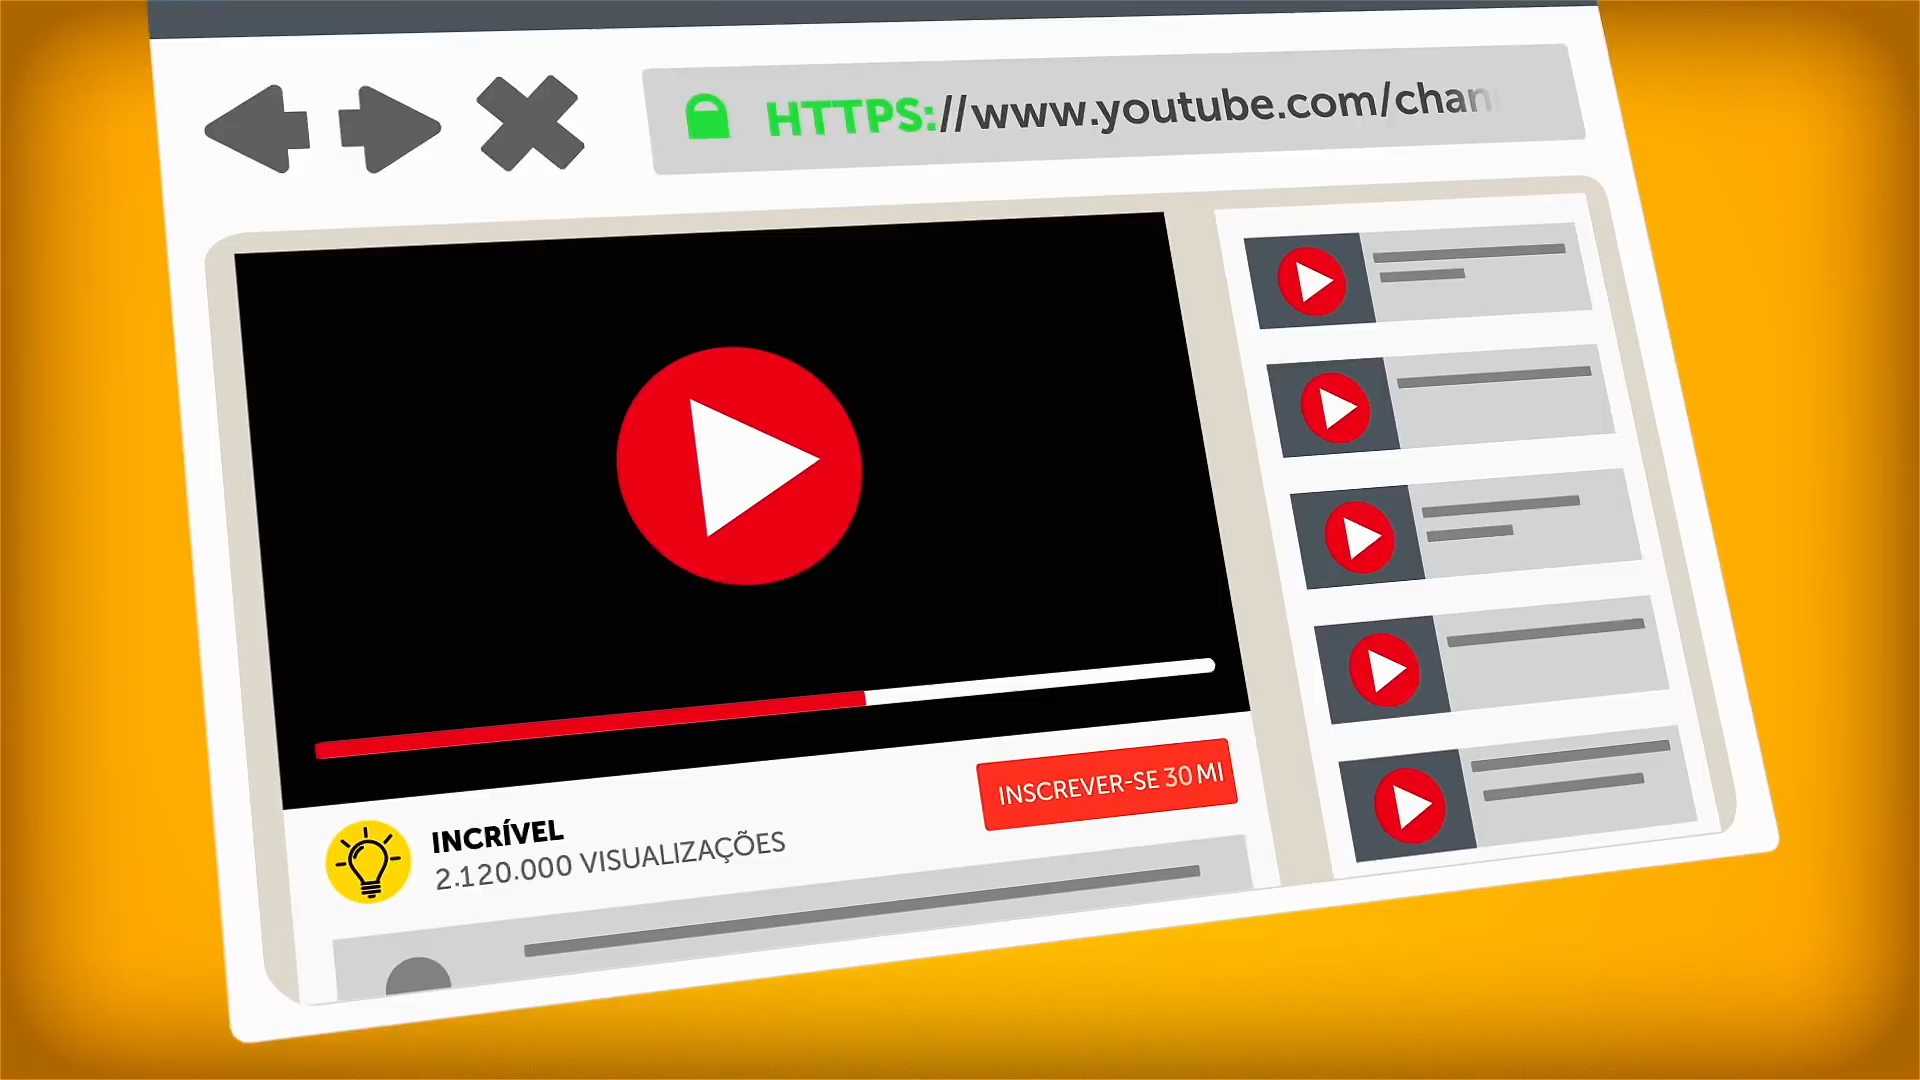 HTTPS://www.youtube.com/chan
INSCREVER-SE 30 MI
INCRÍVEL
2.120.000 VISUALIZAÇÕES